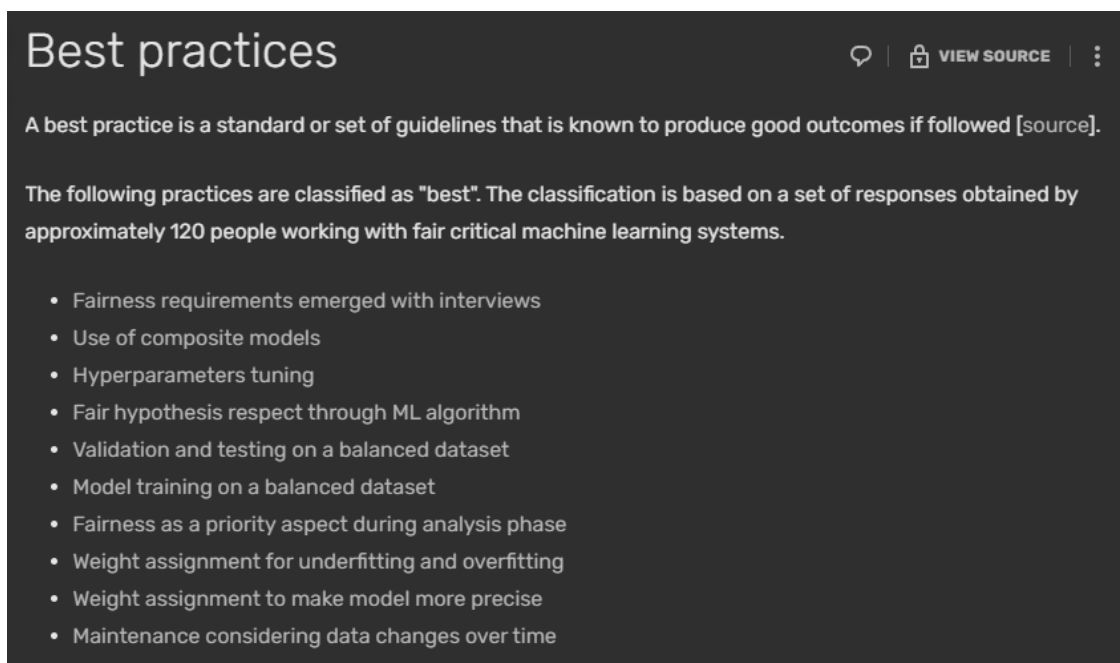 Best practices
VIEW SOURCE
A best practice is a standard or set of guidelines that is known to produce good outcomes if followed [source].
The following practices are classified as "best". The classification is based on a set of responses obtained by
approximately 120 people working with fair critical machine learning systems.
• Fairness requirements emerged with interviews
• Use of composite models
• Hyperparameters tuning
• Fair hypothesis respect through ML algorithm
• Validation and testing on a balanced dataset
• Model training on a balanced dataset
• Fairness as a priority aspect during analysis phase
• Weight assignment for underfitting and overfitting
• Weight assignment to make model more precise
• Maintenance considering data changes over time